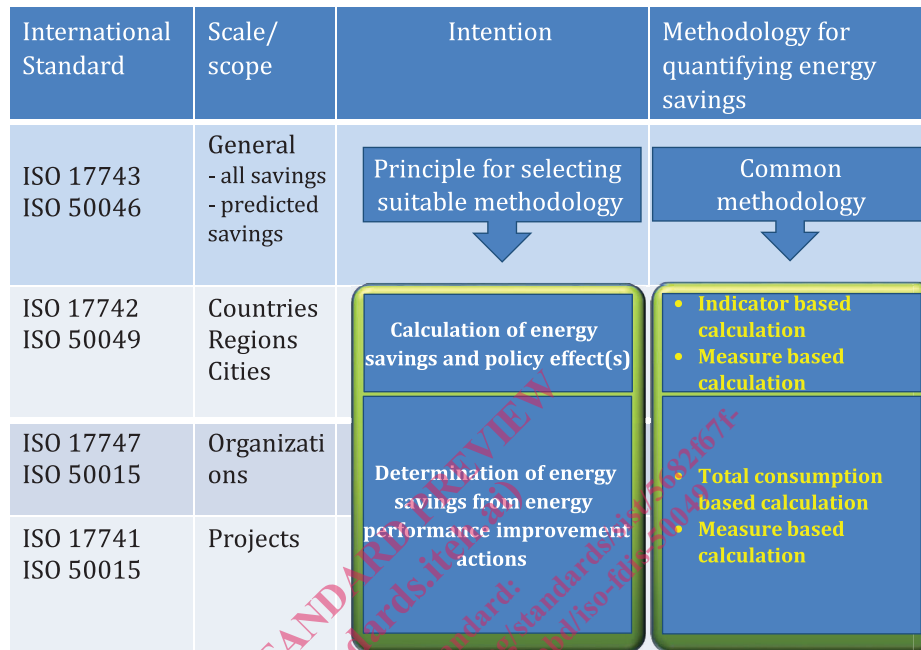 International
Standard
Scale/
scope
Intention
Methodology for
quantifying energy
savings
ISO 17743
ISO 50046
General
- all savings
- predicted
savings
Principle for selecting
suitable methodology
Common
methodology
ISO 17742
ISO 50049
Countries
Regions
Cities
Calculation of energy
savings and policy effect(s)
• Indicator based
calculation
• Measure based
calculation
ISO 17747
ISO 50015
Organizati
ons
Determination of energy
savings from energy
performance improvement
actions
• Total consumption
based calculation
• Measure based
calculation
ISO 17741
ISO 50015
Projects
STANDARD PREVIEW